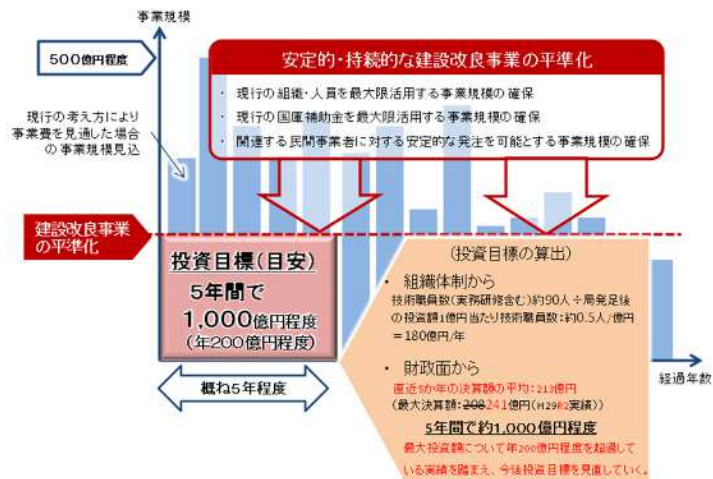 事業規模
500億円程度
安定的・持続的な建設改良事業の平準化
・ 現行の組織・人員を最大限活用する事業規模の確保
・ 現行の国庫補助金を最大限活用する事業規模の確保
・ 関連する民間事業者に対する安定的な発注を可能とする事業規模の確保
現行の考え方により
事業費を見通した場合
の事業規模見込
建設改良事業
の平準化
投資目標(目安)
5年間で
1,000億円程度
(年200億円程度)
概ね5年程度
(投資目標の算出)
・ 組織体制から
技術職員数(実務研修含む)約90人÷局発足後
の投資額1億円当たり技術職員数:約0.5人/億円
=180億円/年
・ 財政面から
直近5か年の決算額の平均:213億円
(最大決算額:208241億円(H29R2実績))
5年間で約1,000億円程度
最大投資額について年200億円程度を超過して
いる実績を踏まえ、今後投資目標を見直していく。
経過年数